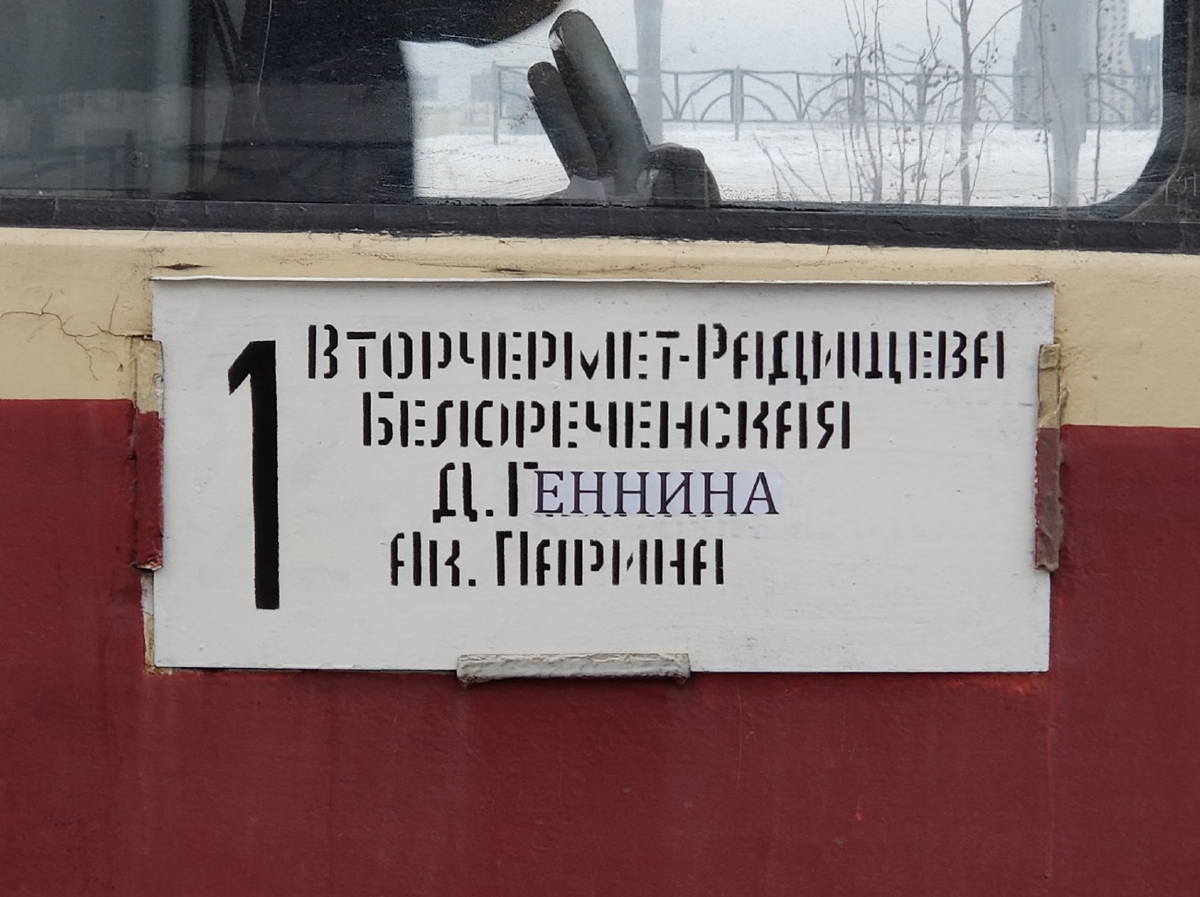 1
Вторчермет-Радищева
Белореченская
Д. Геннина
Ак. Парина